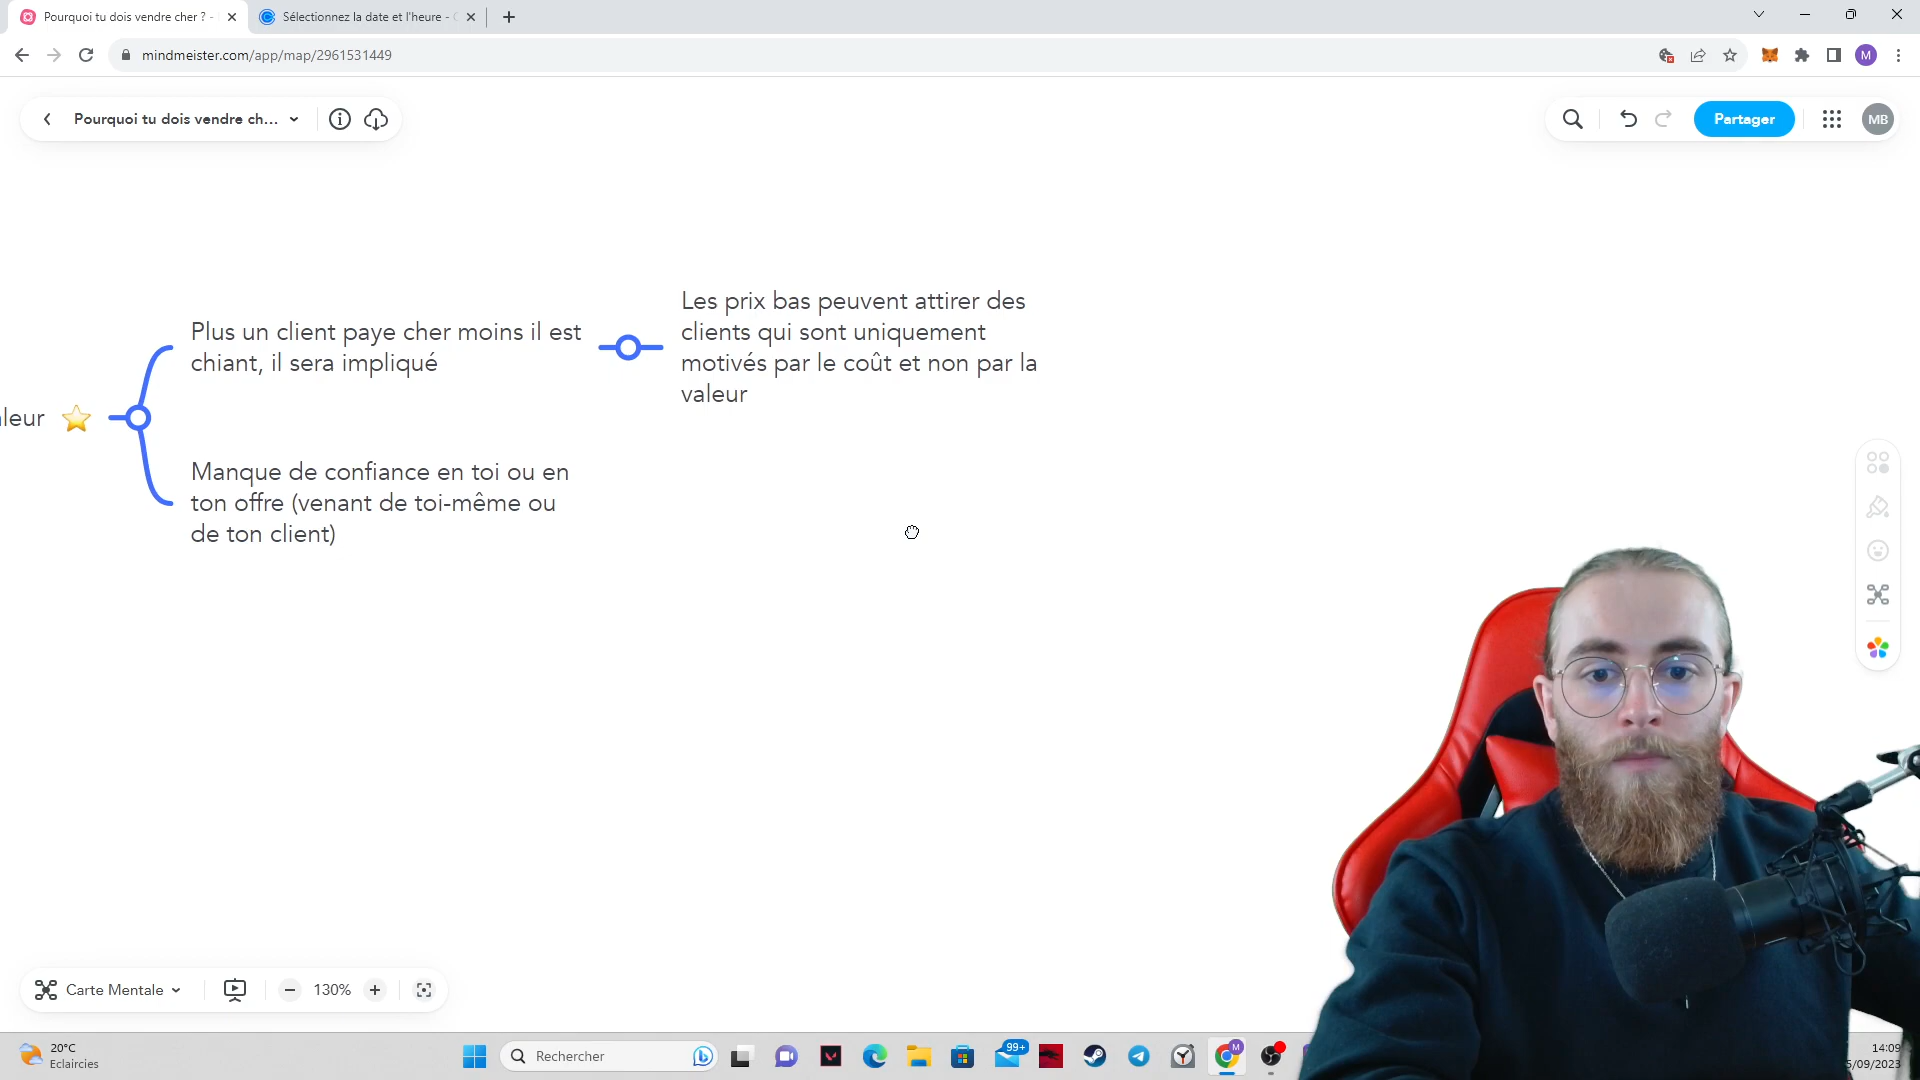 Pourquoi tu dois vendre cher ? -
Sélectionnez la date et l'heure -
mindmeister.com/app/map/2961531449
M
Pourquoi tu dois vendre ch...
Partager
MB
Les prix bas peuvent attirer des
clients qui sont uniquement
motivés par le coût et non par la
valeur
Plus un client paye cher moins il est
chiant, il sera impliqué
leur
Manque de confiance en toi ou en
ton offre (venant de toi-même ou
de ton client)
Carte Mentale
130%
20°C
Eclaircies
Rechercher
99+
M
14:09
5/09/2023